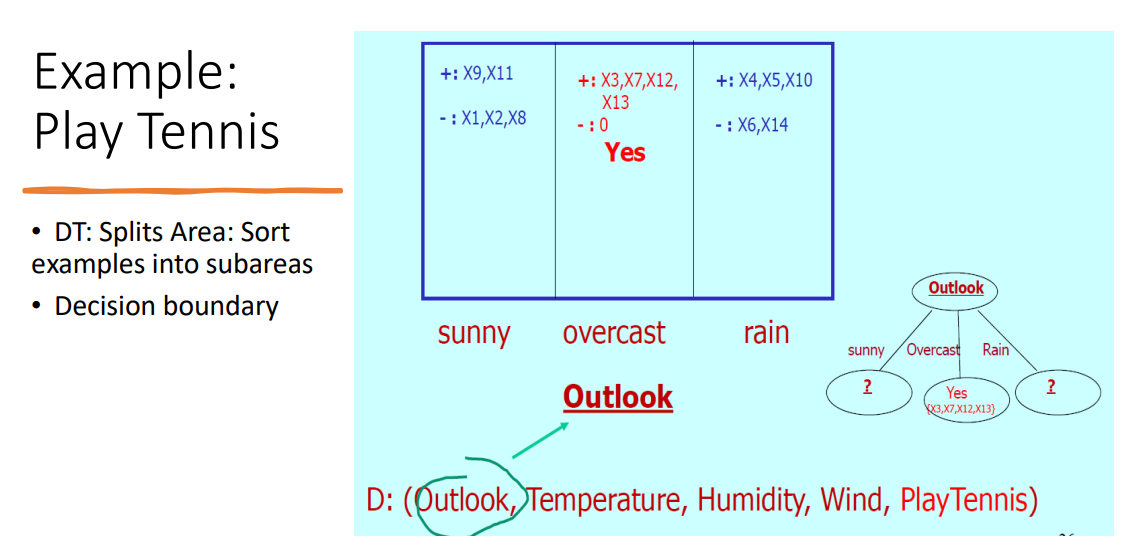 Example:
Play Tennis
• DT: Splits Area: Sort
examples into subareas
• Decision boundary
+: X9,X11
- : X1,X2,X8
+: X3,X7,X12,
X13
- : 0
Yes
+: X4,X5,X10
- : X6,X14
sunny
overcast
rain
Outlook
Outlook
sunny
Overcast
Rain
?
Yes
{X3,X7,X12,X13}
?
D: (Outlook, Temperature, Humidity, Wind, PlayTennis)